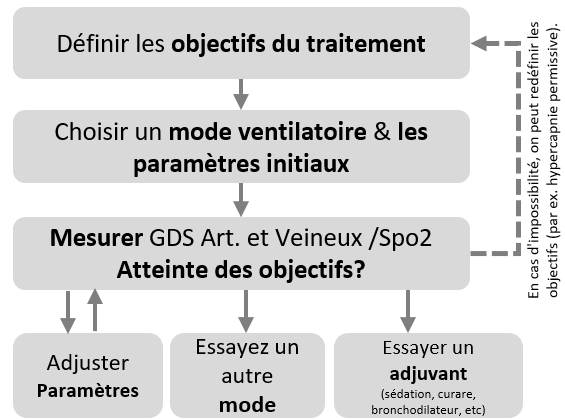 Définir les objectifs du traitement
Choisir un mode ventilatoire & les
paramètres initiaux
Mesurer GDS Art. et Veineux /Spo2
Atteinte des objectifs?
Adjuster
Paramètres
Essayez un
autre
mode
Essayer un
adjuvant
(sédation, curare,
bronchodilateur, etc)
En cas d'impossibilité, on peut redéfinir les
objectifs (par ex. hypercapnie permissive).